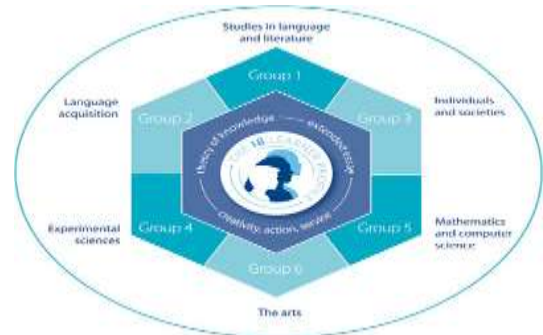 Studies in language
and literature
Group 1
Language
acquisition
Group 2
Group 3
Individuals
and societies
theory of knowledge
extended essay
THE IB LEARNER PROFILE
creativity, action, service
Experimental
sciences
Group 4
Group 5
Mathematics
and computer
science
Group 6
The arts